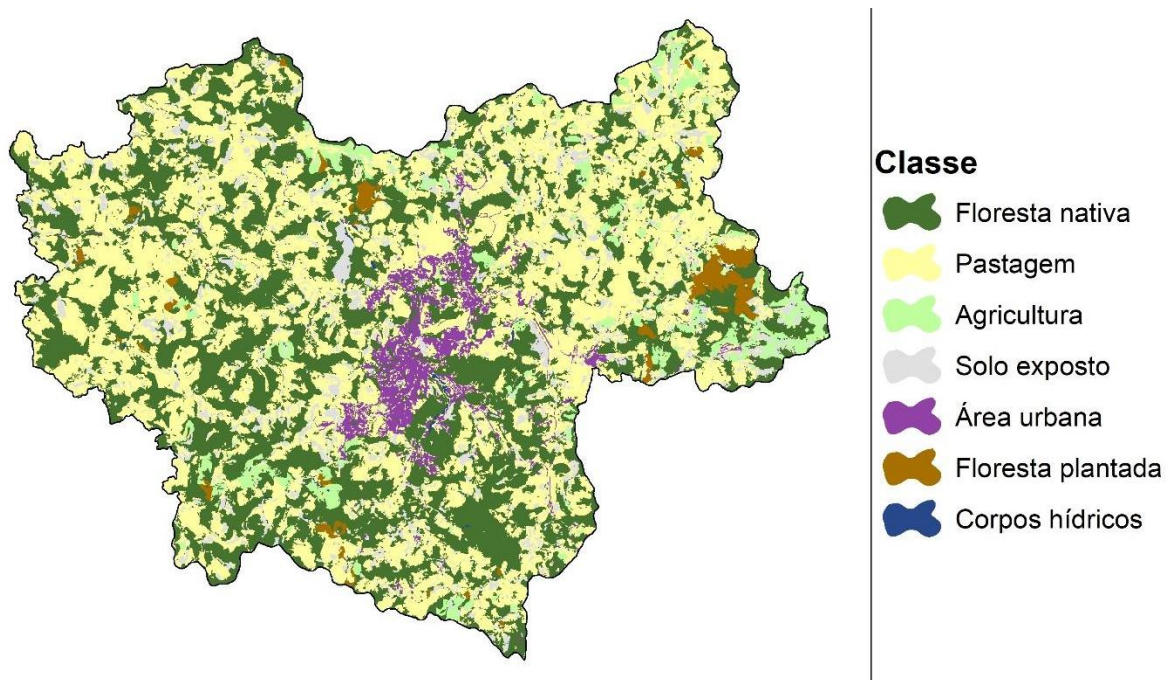 Classe
Floresta nativa
Pastagem
Agricultura
Solo exposto
Área urbana
Floresta plantada
Corpos hídricos